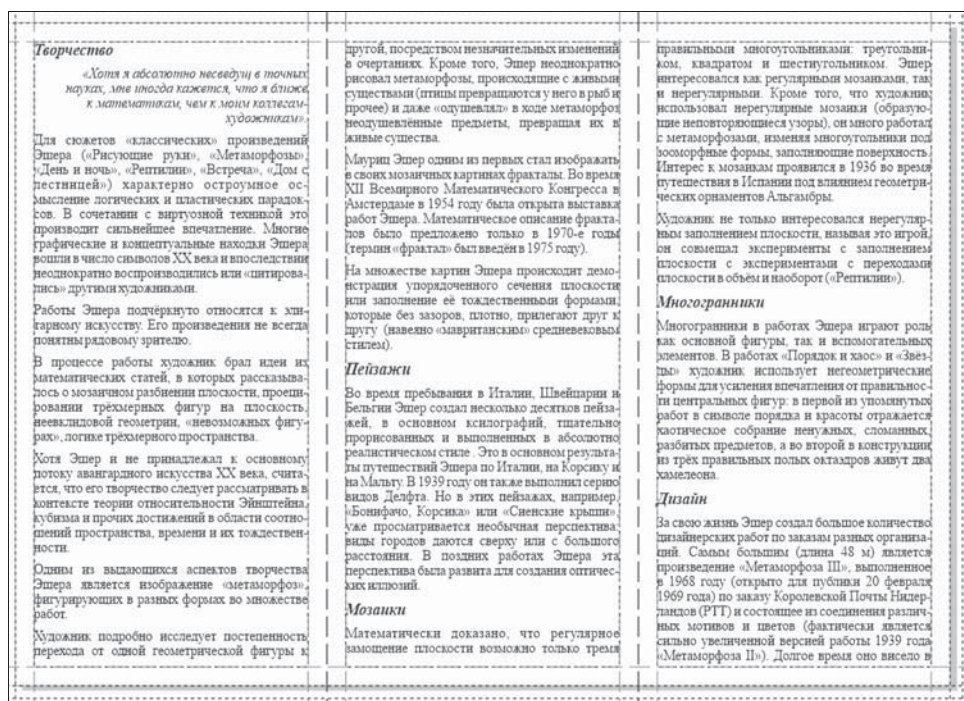 Творчество
«Хотя я абсолютно несведущ в точных
науках, мне иногда кажется, что я ближе
к математикам, чем к моим коллегам-
художникам».
Для сюжетов «классических» произведений
Эшера («Рисующие руки», «Метаморфозы»,
«День и ночь», «Рептилии», «Встреча», «Дом с
лестницей») характерно остроумное ос-
мысление логических и пластических парадок-
сов. В сочетании с виртуозной техникой это
производит сильнейшее впечатление. Многие
графические и концептуальные находки Эшера
вошли в число символов XX века и впоследствии
неоднократно воспроизводились или «цитирова-
лись» другими художниками.
Работы Эшера подчёркнуто относятся к эли-
тарному искусству. Его произведения не всегда
понятны рядовому зрителю.
В процессе работы художник брал идеи из
математических статей, в которых рассказыва-
лось о мозаичном разбиении плоскости, проеци-
ровании трёхмерных фигур на плоскость,
неевклидовой геометрии, «невозможных фигу-
рах», логике трёхмерного пространства.
Хотя Эшер и не принадлежал к основному
потоку авангардного искусства XX века, счита-
ется, что его творчество следует рассматривать в
контексте теории относительности Эйнштейна,
кубизма и прочих достижений в области соотно-
шений пространства, времени и их тождествен-
ности.
Одним из выдающихся аспектов творчества
Эшера является изображение «метаморфоз»,
фигурирующих в разных формах во множестве
работ.
Художник подробно исследует постепенность
перехода от одной геометрической фигуры к
другой, посредством незначительных изменений
в очертаниях. Кроме того, Эшер неоднократно
рисовал метаморфозы, происходящие с живыми
существами (птицы превращаются у него в рыб и
прочее) и даже «одушевлял» в ходе метаморфоз
неодушевлённые предметы, превращая их в
живые существа.
Мауриц Эшер одним из первых стал изображать
в своих мозаичных картинах фракталы. Во время
XII Всемирного Математического Конгресса в
Амстердаме в 1954 году была открыта выставка
работ Эшера. Математическое описание фракта-
лов было предложено только в 1970-е годы
(термин «фрактал» был введён в 1975 году).
На множестве картин Эшера происходит демо-
нстрация упорядоченного сечения плоскости
или заполнение её тождественными формами,
которые без зазоров, плотно, прилегают друг к
другу (навеяно «мавританским» средневековым
стилем).
Пейзажи
Во время пребывания в Италии, Швейцарии и
Бельгии Эшер создал несколько десятков пейза-
жей, в основном ксилографий, тщательно
прорисованных и выполненных в абсолютно
реалистическом стиле . Это в основном результа-
ты путешествий Эшера по Италии, на Корсику и
на Мальту. В 1939 году он также выполнил серию
видов Делфта. Но в этих пейзажах, например,
«Бонифачо, Корсика» или «Сиенские крыши»,
уже просматривается необычная перспектива:
виды городов даются сверху или с большого
расстояния. В поздних работах Эшера эта
перспектива была развита для создания оптичес-
ких иллюзий.
Мозаики
Математически доказано, что регулярное
замощение плоскости возможно только тремя
правильными многоугольниками: треугольни-
ком, квадратом и шестиугольником. Эшер
интересовался как регулярными мозаиками, так
и нерегулярными. Кроме того, что художник
использовал нерегулярные мозаики (образую-
щие неповторяющиеся узоры), он много работал
с метаморфозами, изменяя многоугольники под
зооморфные формы, заполняющие поверхность.
Интерес к мозаикам проявился в 1936 во время
путешествия в Испании под влиянием геометри-
ческих орнаментов Альгамбры.
Художник не только интересовался нерегуляр-
ным заполнением плоскости, называя это игрой,
он совмещал эксперименты с заполнением
плоскости с экспериментами с переходами
плоскости в объём и наоборот («Рептилии»).
Многогранники
Многогранники в работах Эшера играют роль
как основной фигуры, так и вспомогательных
элементов. В работах «Порядок и хаос» и «Звёз-
ды» художник использует негеометрические
формы для усиления впечатления от правильнос-
ти центральных фигур: в первой из упомянутых
работ в символе порядка и красоты отражается
хаотическое собрание ненужных, сломанных,
разбитых предметов, а во второй в конструкции
из трёх правильных полых октаэдров живут два
хамелеона.
Дизайн
За свою жизнь Эшер создал большое количество
дизайнерских работ по заказам разных организа-
ций. Самым большим (длина 48 м) является
произведение «Метаморфоза III», выполненное
в 1968 году (открыто для публики 20 февраля
1969 года) по заказу Королевской Почты Нидер-
ландов (PTT) и состоящее из соединения различ-
ных мотивов и цветов (фактически является
сильно увеличенной версией работы 1939 года
«Метаморфоза II»). Долгое время оно висело в